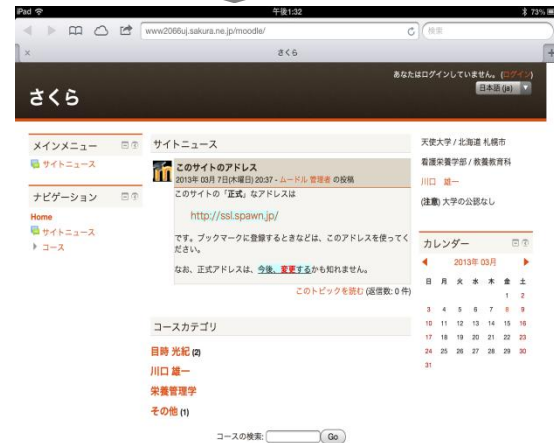 iPad
午後1:32
73%
www2066uj.sakura.ne.jp/moodle/
検索
さくら
あなたはログインしていません。(ログイン)
日本語 (ja)
さくら
メインメニュー
サイトニュース
ナビゲーション
Home
サイトニュース
コース
サイトニュース
このサイトのアドレス
2013年 03月 7日(木曜日) 20:37 - ムードル 管理者 の投稿
このサイトの「正式」なアドレスは
http://ssl.spawn.jp/
です。ブックマークに登録するときなどは、このアドレスを使ってく
ださい。
なお、正式アドレスは、今後、変更するかも知れません。
このトピックを読む (返信数: 0 件)
コースカテゴリ
目時 光紀 (2)
川口 雄一
栄養管理学
その他 (1)
コースの検索:
Go
天使大学 / 北海道 札幌市
看護栄養学部 / 教養教育科
川口 雄一
(注意) 大学の公認なし
カレンダー
2013年 03月
日 月 火 水 木 金 土
1 2
3 4 5 6 7 8 9
10 11 12 13 14 15 16
17 18 19 20 21 22 23
24 25 26 27 28 29 30
31